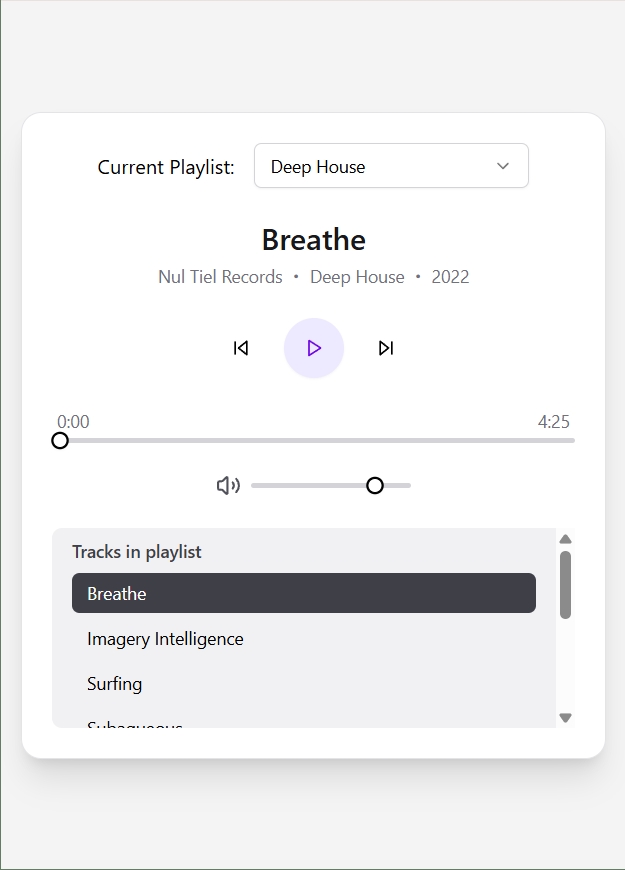 Current Playlist: Deep House
Breathe
Nul Tiel Records • Deep House • 2022
0:00 4:25
Tracks in playlist
Breathe
Imagery Intelligence
Surfing
Subaqueous